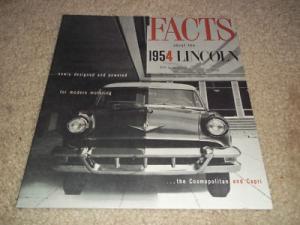 FACTS
about the
1954 LINCOLN
newly designed and powered
for modern motoring
...the Cosmopolitan and Capri